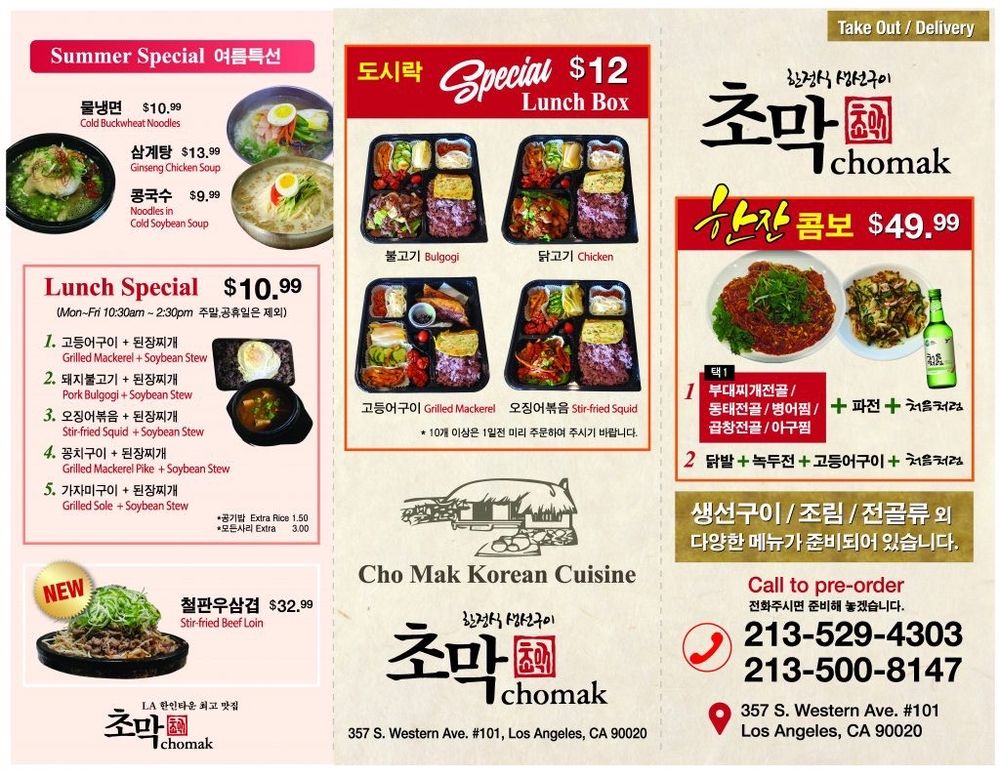 Summer Special 여름특선
물냉면 $10.99
Cold Buckwheat Noodles
삼계탕 $13.99
Ginseng Chicken Soup
콩국수 $9.99
Noodles in
Cold Soybean Soup
Lunch Special $10.99
(Mon~Fri 10:30am ~ 2:30pm 주말,공휴일은 제외)
1. 고등어구이 + 된장찌개
Grilled Mackerel + Soybean Stew
2. 돼지불고기 + 된장찌개
Pork Bulgogi + Soybean Stew
3. 오징어볶음 + 된장찌개
Stir-fried Squid + Soybean Stew
4. 꽁치구이 + 된장찌개
Grilled Mackerel Pike + Soybean Stew
5. 가자미구이 + 된장찌개
Grilled Sole + Soybean Stew
*공기밥 Extra Rice 1.50
*모든사리 Extra 3.00
NEW
철판우삼겹 $32.99
Stir-fried Beef Loin
LA 한인타운 최고 맛집
초막 초막
chomak
도시락 Special $12
Lunch Box
불고기 Bulgogi
닭고기 Chicken
고등어구이 Grilled Mackerel
오징어볶음 Stir-fried Squid
* 10개 이상은 1일전 미리 주문하여 주시기 바랍니다.
Cho Mak Korean Cuisine
한정식 생선구이
초막 초막
chomak
357 S. Western Ave. #101, Los Angeles, CA 90020
Take Out / Delivery
한정식 생선구이
초막 초막
chomak
한잔 콤보 $49.99
택1
1 부대찌개전골 /
동태전골 / 병어찜 /
곱창전골 / 아구찜
+ 파전 + 처음처럼
2 닭발 + 녹두전 + 고등어구이 + 처음처럼
생선구이 / 조림 / 전골류 외
다양한 메뉴가 준비되어 있습니다.
Call to pre-order
전화주시면 준비해 놓겠습니다.
213-529-4303
213-500-8147
357 S. Western Ave. #101
Los Angeles, CA 90020